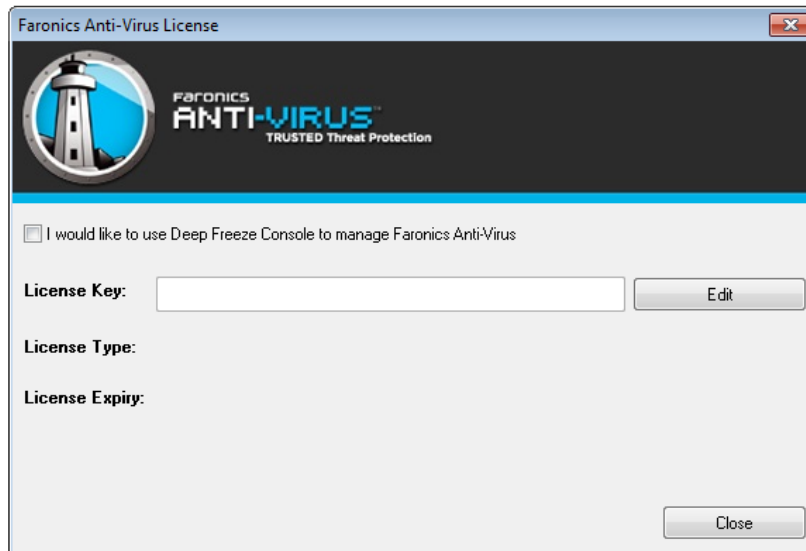 Faronics Anti-Virus License
FARONICS
ANTI-VIRUS™
TRUSTED Threat Protection
I would like to use Deep Freeze Console to manage Faronics Anti-Virus
License Key:
Edit
License Type:
License Expiry:
Close